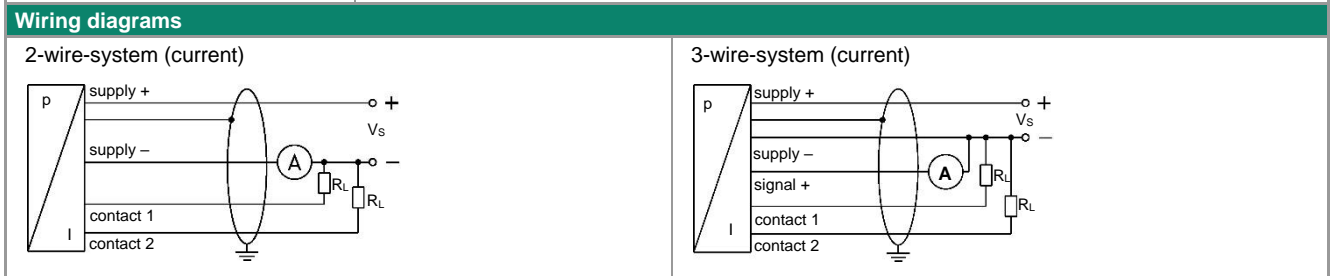 Wiring diagrams
2-wire-system (current)
p
supply +
+
VS
supply –
A
–
RL
RL
contact 1
I
contact 2
3-wire-system (current)
p
supply +
+
VS
–
supply –
A
RL
signal +
RL
contact 1
I
contact 2